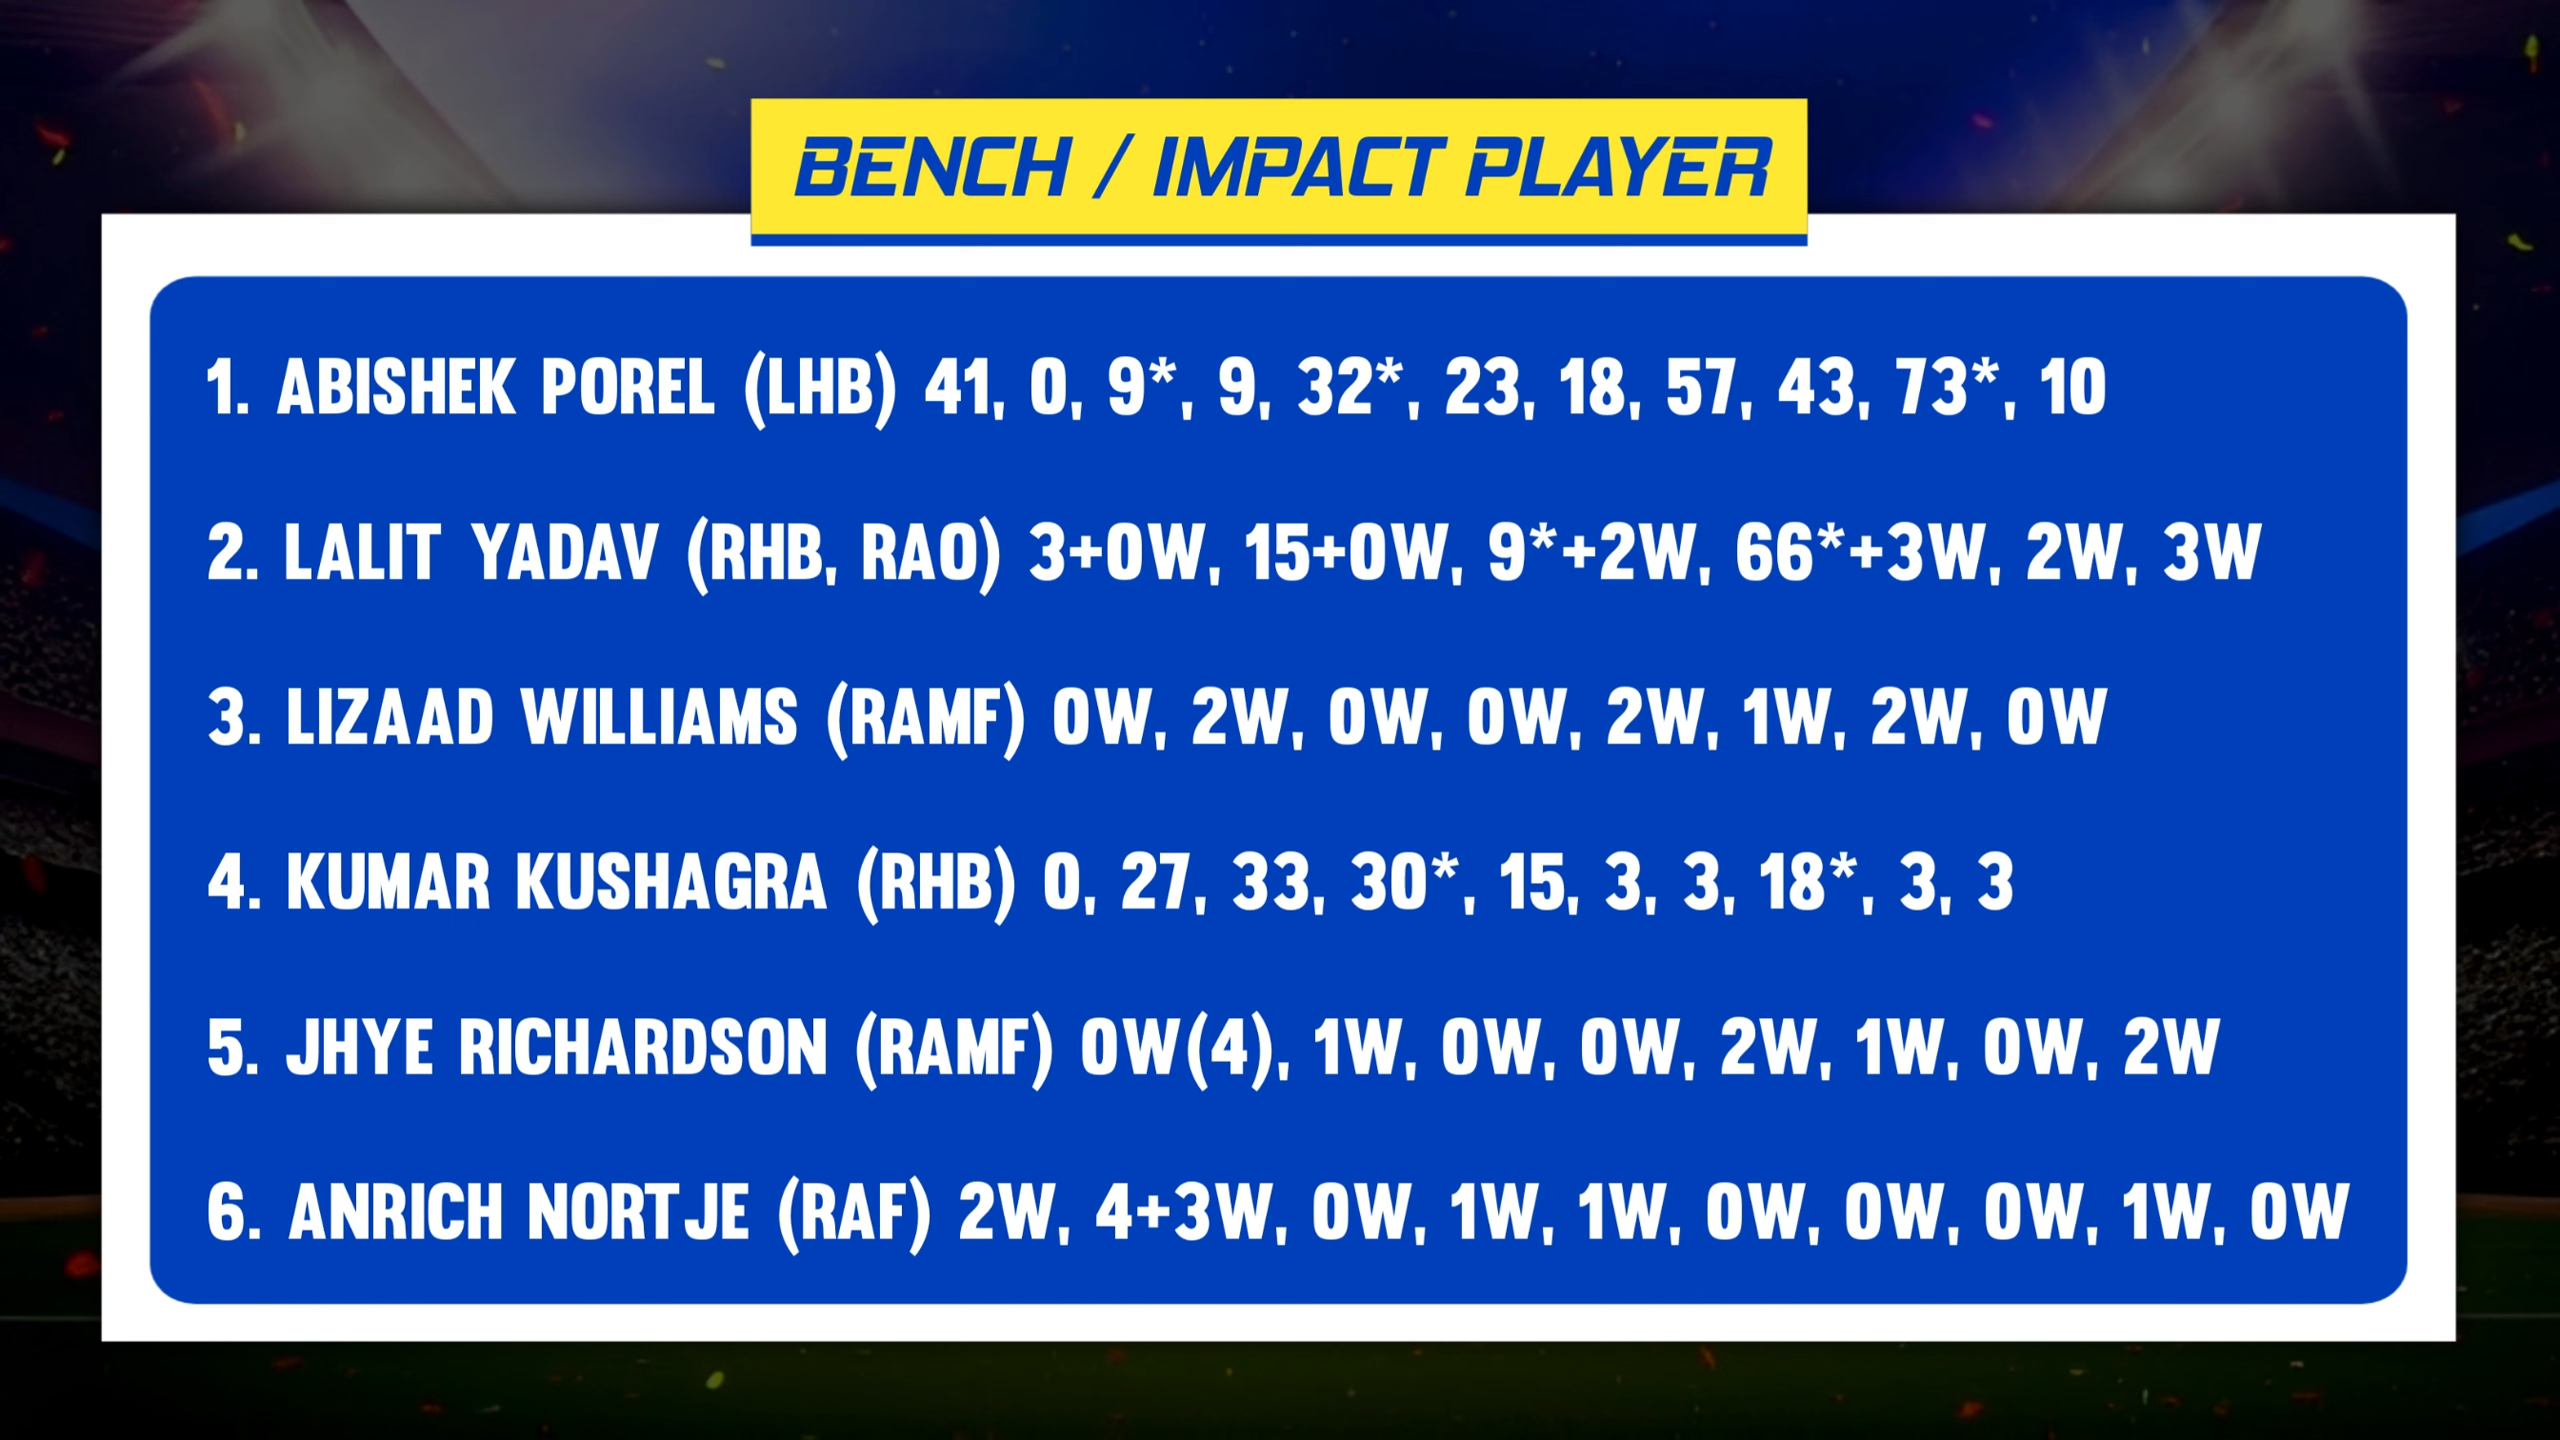 BENCH / IMPACT PLAYER
1. ABISHEK POREL (LHB) 41, 0, 9*, 9, 32*, 23, 18, 57, 43, 73*, 10
2. LALIT YADAV (RHB, RAO) 3+0W, 15+0W, 9*+2W, 66*+3W, 2W, 3W
3. LIZAAD WILLIAMS (RAMF) 0W, 2W, 0W, 0W, 2W, 1W, 2W, 0W
4. KUMAR KUSHAGRA (RHB) 0, 27, 33, 30*, 15, 3, 3, 18*, 3, 3
5. JHYE RICHARDSON (RAMF) 0W(4), 1W, 0W, 0W, 2W, 1W, 0W, 2W
6. ANRICH NORTJE (RAF) 2W, 4+3W, 0W, 1W, 1W, 0W, 0W, 0W, 1W, 0W